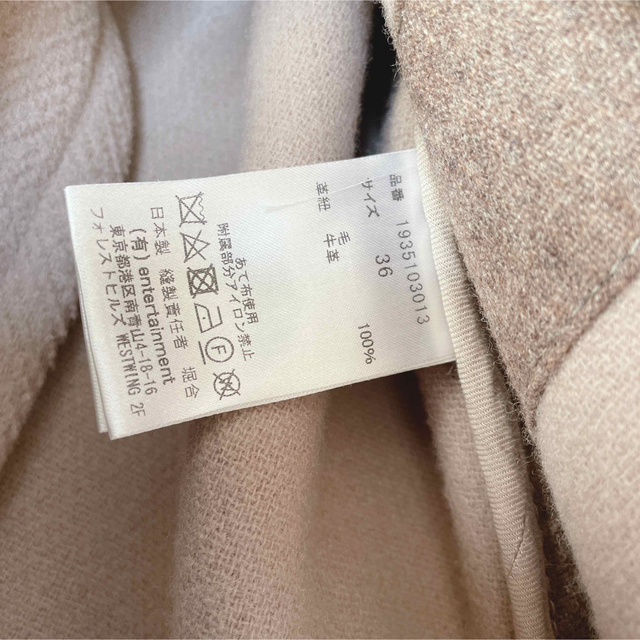 品番 1935103013
サイズ 36
毛 100%
革紐 牛革
あて布使用
附属部分アイロン禁止
日本製 縫製責任者 堀合
(有) entertainment
東京都港区南青山4-18-16
フォレストヒルズ WESTWING 2F